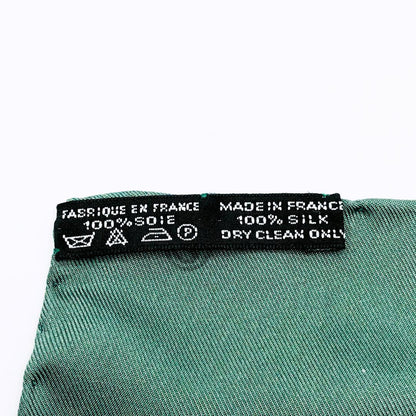 FABRIQUE EN FRANCE
100% SOIE
P
MADE IN FRANCE
100% SILK
DRY CLEAN ONLY